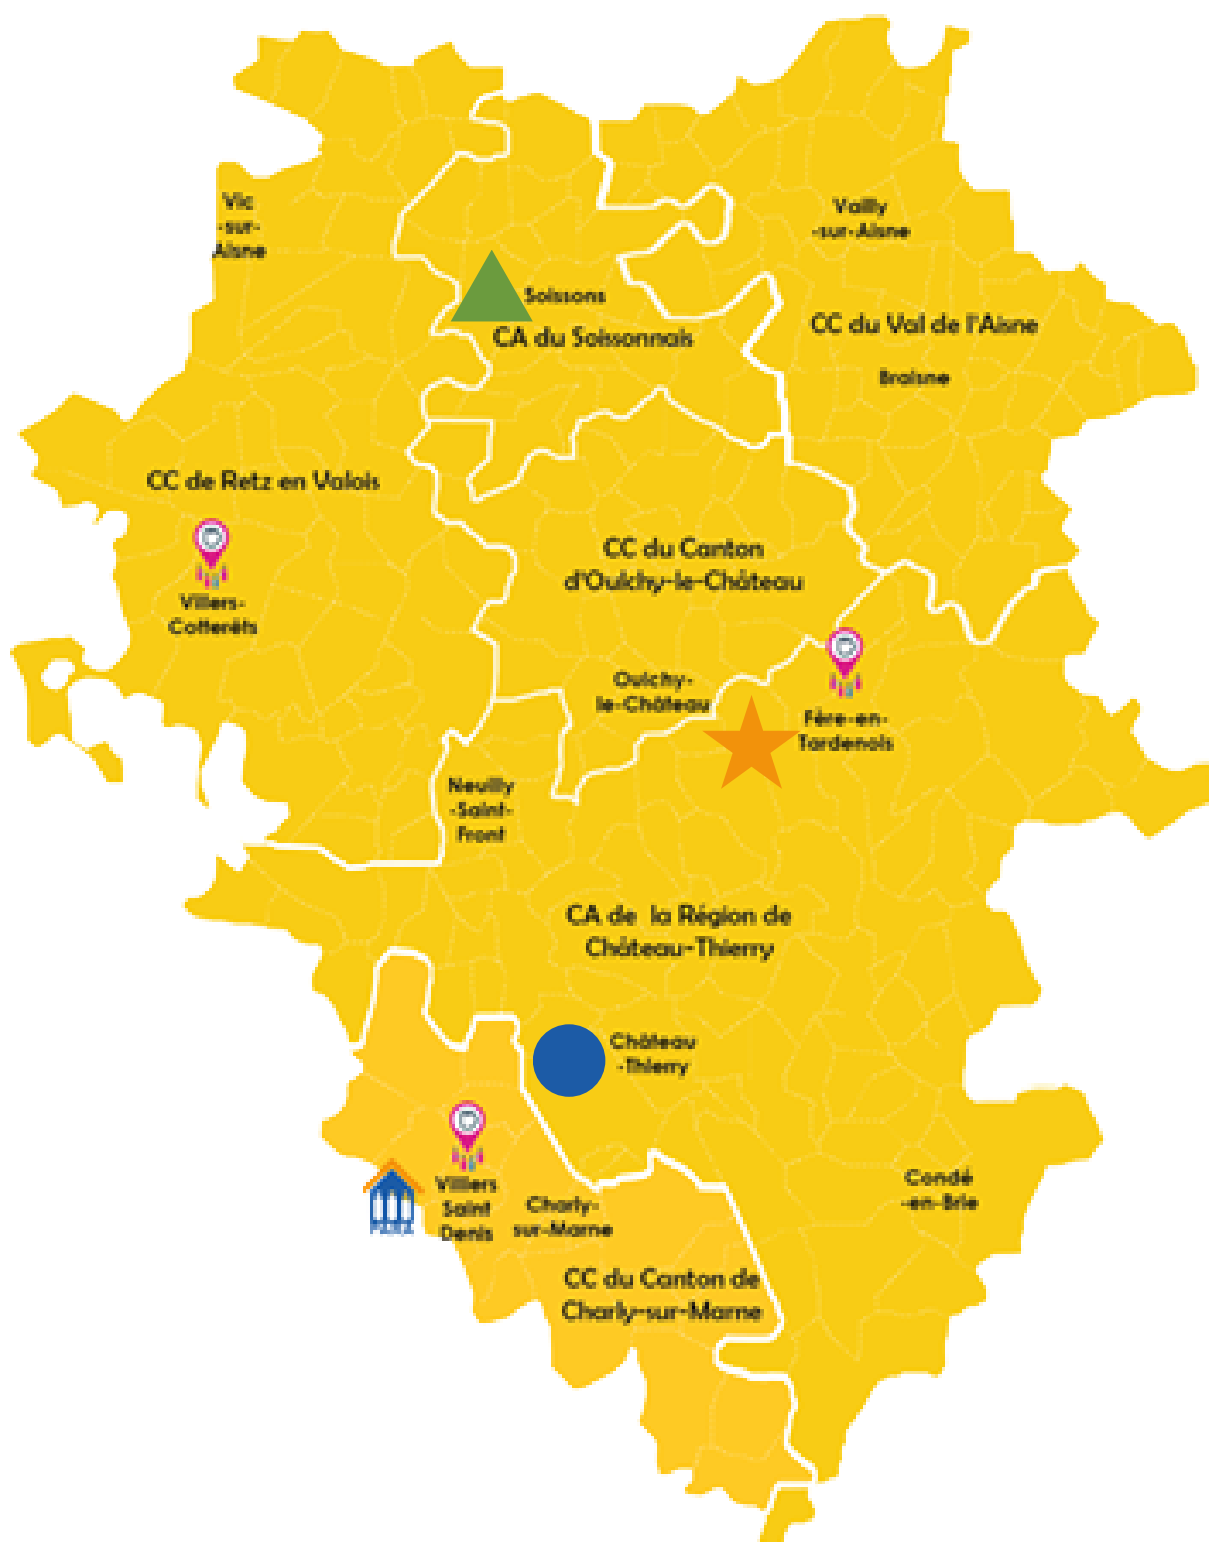 Vic
-sur-
Aisne
Vailly
-sur-Aisne
Soissons
CA du Soissonnais
CC du Val de l'Aisne
Braisne
CC de Retz en Valois
CC du Canton
d'Oulchy-le-Château
Villers-
Cotterêts
Oulchy-
le-Château
Fère-en-
Tardenois
Neuilly
-Saint-
Front
CA de la Région de
Château-Thierry
Château
-Thierry
Condé
-en-Brie
Villiers
Saint
Denis
Charly-
sur-Marne
CC du Canton de
Charly-sur-Marne